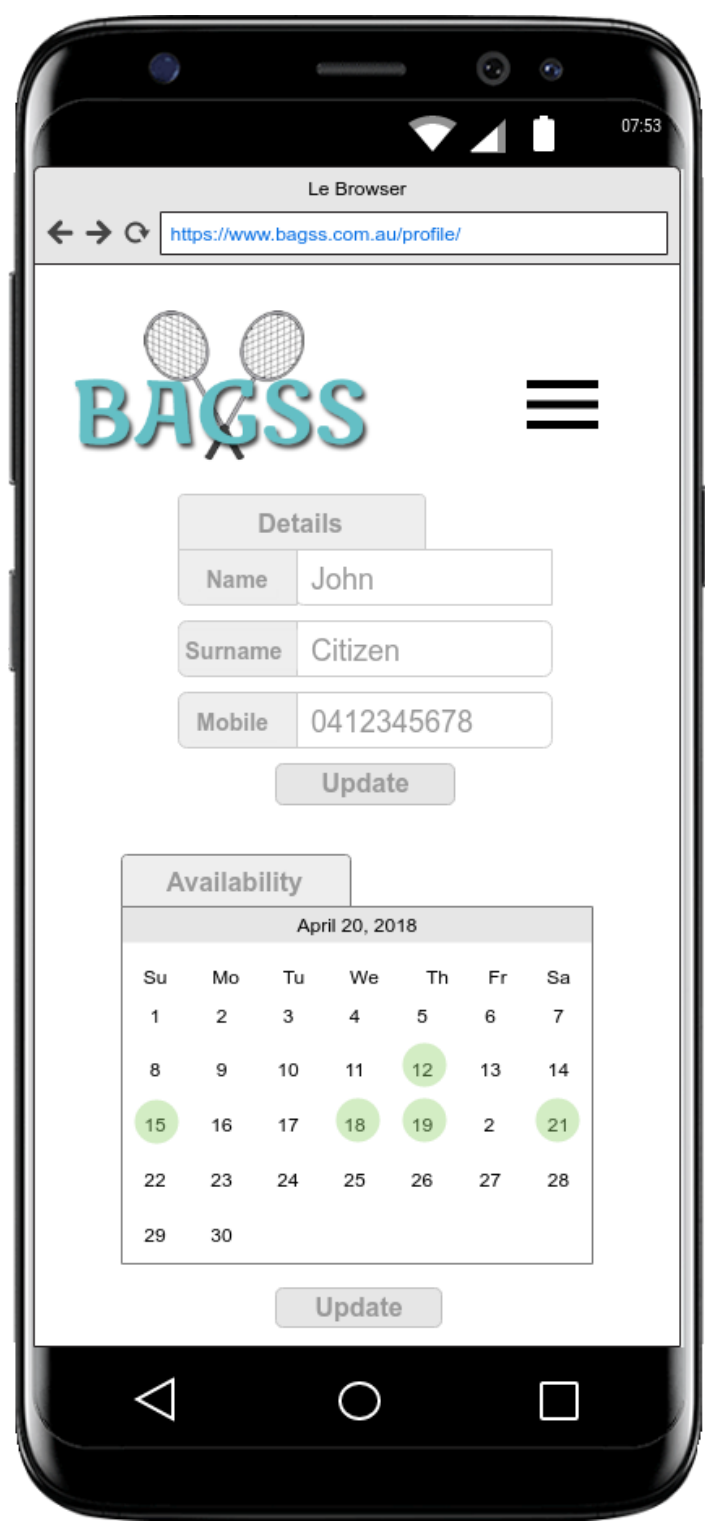 07:53
Le Browser
https://www.bagss.com.au/profile/
BAGSS
Details
Name John
Surname Citizen
Mobile 0412345678
Update
Availability
April 20, 2018
Su Mo Tu We Th Fr Sa
1 2 3 4 5 6 7
8 9 10 11 12 13 14
15 16 17 18 19 2 21
22 23 24 25 26 27 28
29 30
Update